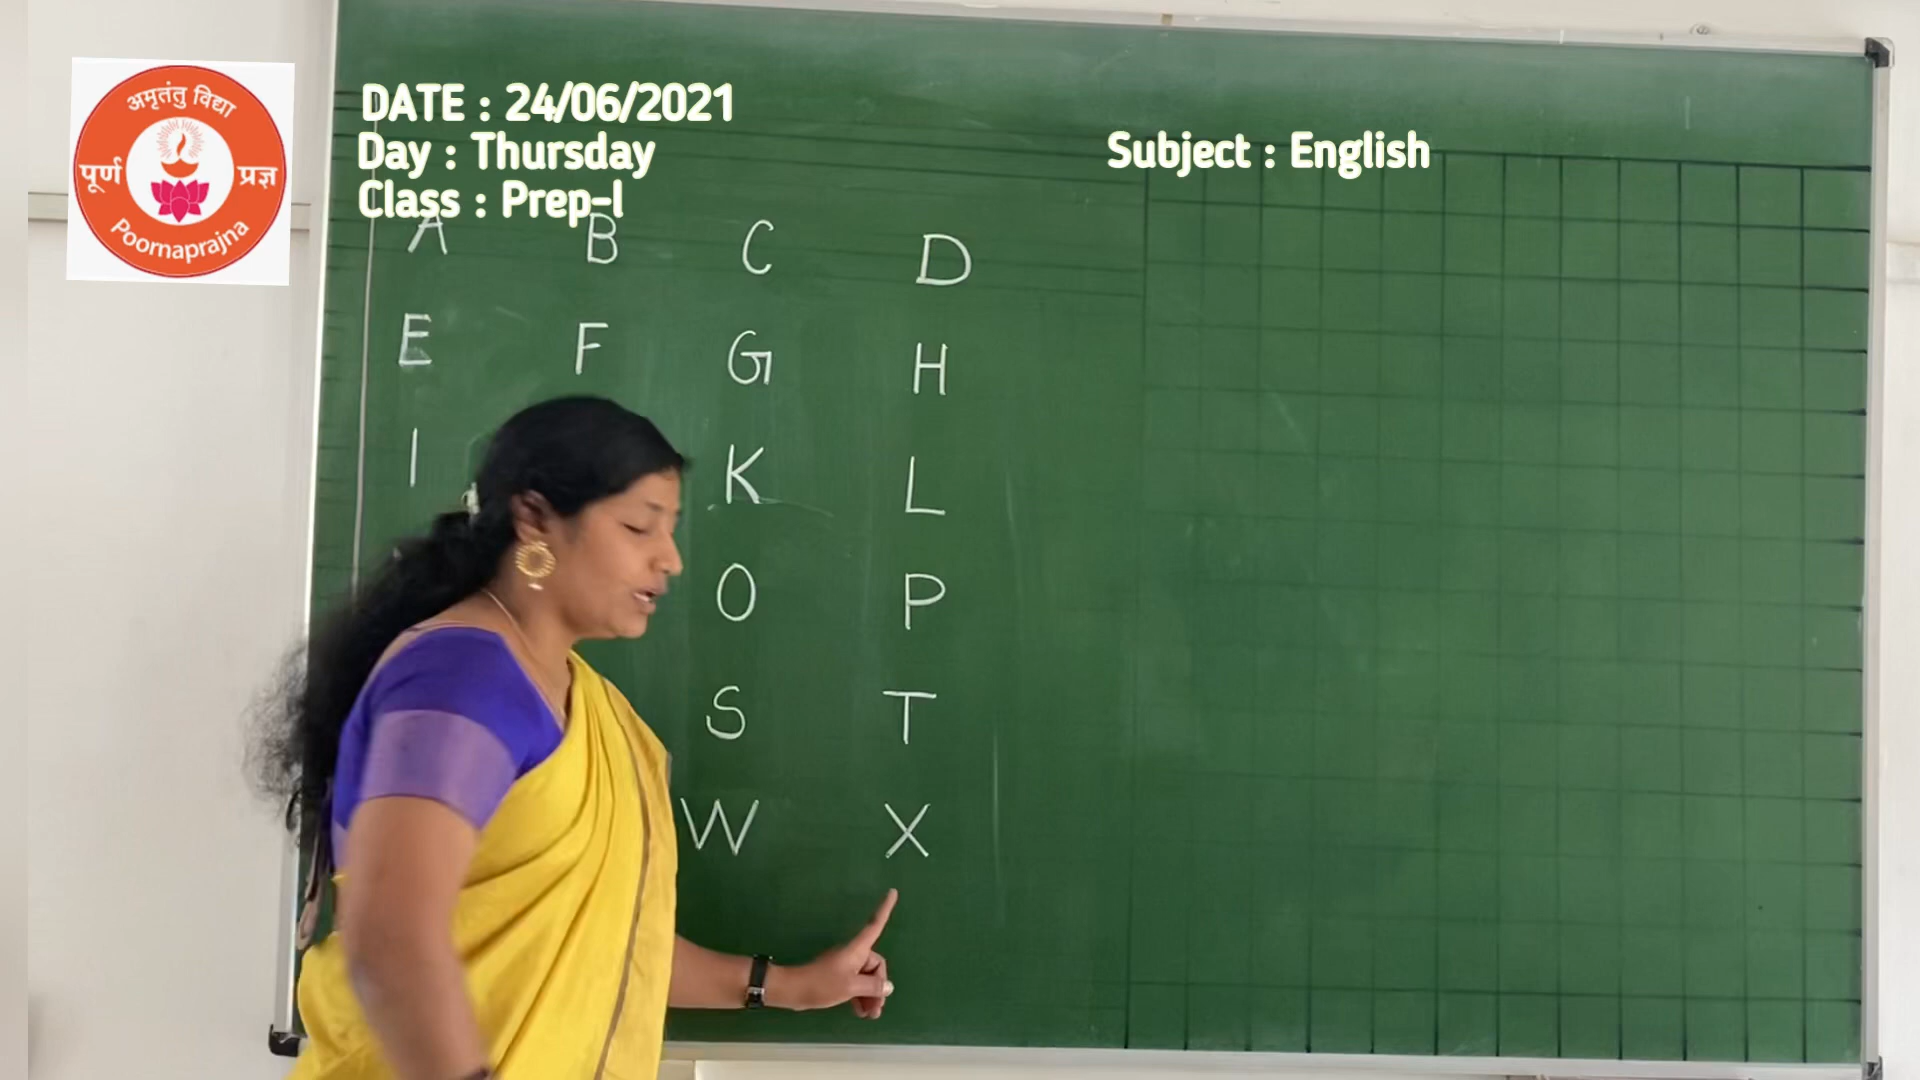 अमृतंतु विद्या
पूर्ण प्रज्ञ
Poornaprajna
DATE : 24/06/2021
Day : Thursday
Subject : English
Class : Prep-l
A B C D
E F G H
I K L
O P
S T
W X